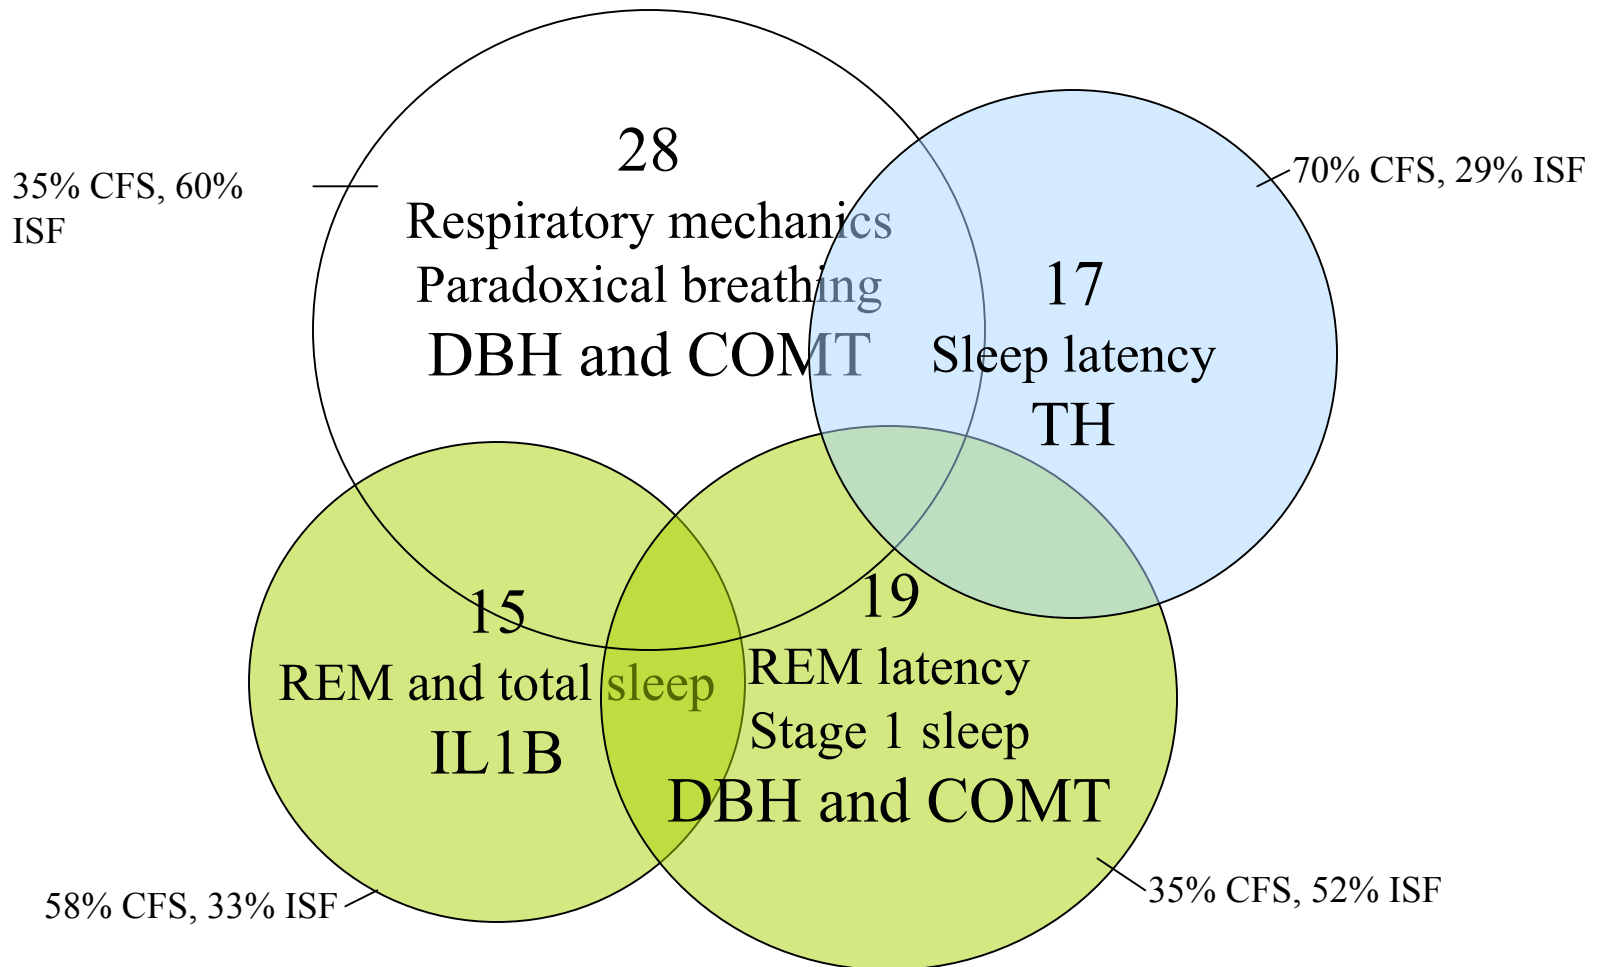 35% CFS, 60%
ISF
28
Respiratory mechanics
Paradoxical breathing
DBH and COMT
70% CFS, 29% ISF
17
Sleep latency
TH
15
REM and total sleep
IL1B
58% CFS, 33% ISF
19
REM latency
Stage 1 sleep
DBH and COMT
35% CFS, 52% ISF